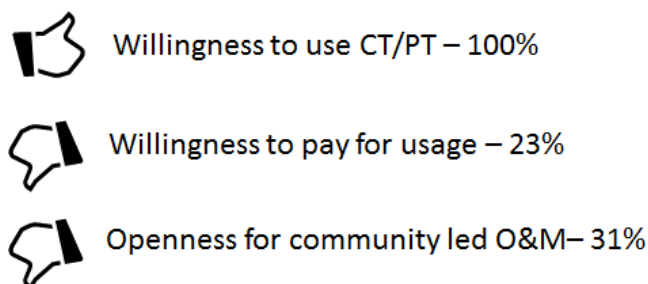 Willingness to use CT/PT – 100%
Willingness to pay for usage – 23%
Openness for community led O&M– 31%